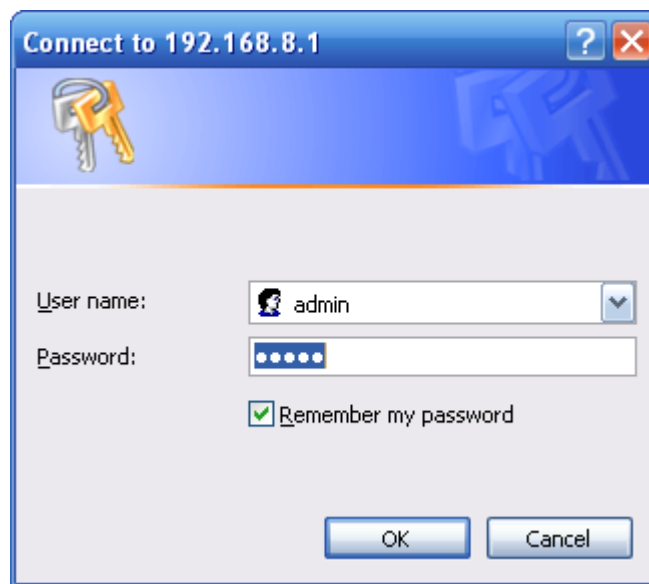 Connect to 192.168.8.1
User name:
admin
Password:
●●●●●
Remember my password
OK
Cancel